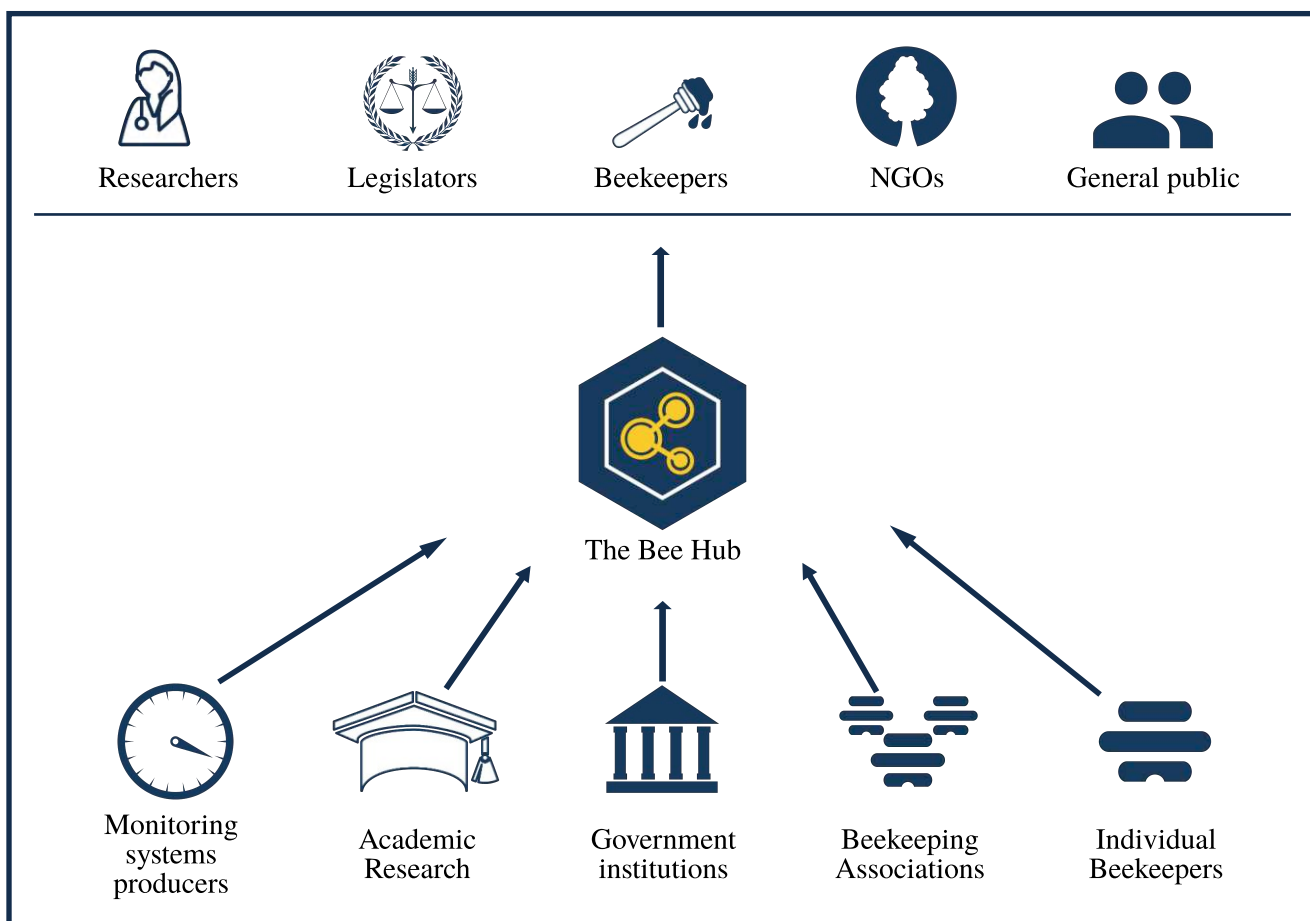 Researchers
Legislators
Beekeepers
NGOs
General public
The Bee Hub
Monitoring
systems
producers
Academic
Research
Government
institutions
Beekeeping
Associations
Individual
Beekeepers